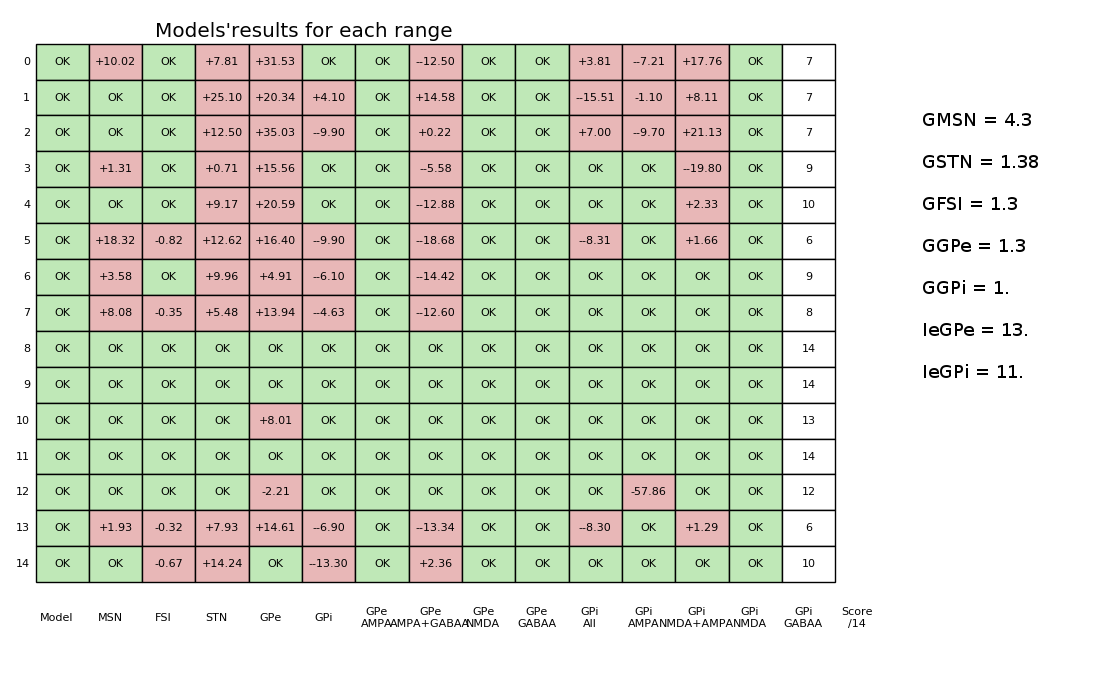 Models'results for each range
0 OK +10.02 OK +7.81 +31.53 OK OK --12.50 OK OK +3.81 --7.21 +17.76 OK 7
1 OK OK OK +25.10 +20.34 +4.10 OK +14.58 OK OK --15.51 -1.10 +8.11 OK 7
2 OK OK OK +12.50 +35.03 --9.90 OK +0.22 OK OK +7.00 --9.70 +21.13 OK 7
3 OK +1.31 OK +0.71 +15.56 OK OK --5.58 OK OK OK OK --19.80 OK 9
4 OK OK OK +9.17 +20.59 OK OK --12.88 OK OK OK OK +2.33 OK 10
5 OK +18.32 -0.82 +12.62 +16.40 --9.90 OK --18.68 OK OK --8.31 OK +1.66 OK 6
6 OK +3.58 OK +9.96 +4.91 --6.10 OK --14.42 OK OK OK OK OK OK 9
7 OK +8.08 -0.35 +5.48 +13.94 --4.63 OK --12.60 OK OK OK OK OK OK 8
8 OK OK OK OK OK OK OK OK OK OK OK OK OK OK 14
9 OK OK OK OK OK OK OK OK OK OK OK OK OK OK 14
10 OK OK OK OK +8.01 OK OK OK OK OK OK OK OK OK 13
11 OK OK OK OK OK OK OK OK OK OK OK OK OK OK 14
12 OK OK OK OK -2.21 OK OK OK OK OK OK -57.86 OK OK 12
13 OK +1.93 -0.32 +7.93 +14.61 --6.90 OK --13.34 OK OK --8.30 OK +1.29 OK 6
14 OK OK -0.67 +14.24 OK --13.30 OK +2.36 OK OK OK OK OK OK 10
Model MSN FSI STN GPe GPi GPe GPe GPe GPe GPi GPi GPi GPi GPi Score
AMPA AMPA+GABAA NMDA GABAA All AMPA NMDA+AMPA NMDA GABAA /14
GMSN = 4.3
GSTN = 1.38
GFSI = 1.3
GGPe = 1.3
GGPi = 1.
IeGPe = 13.
IeGPi = 11.